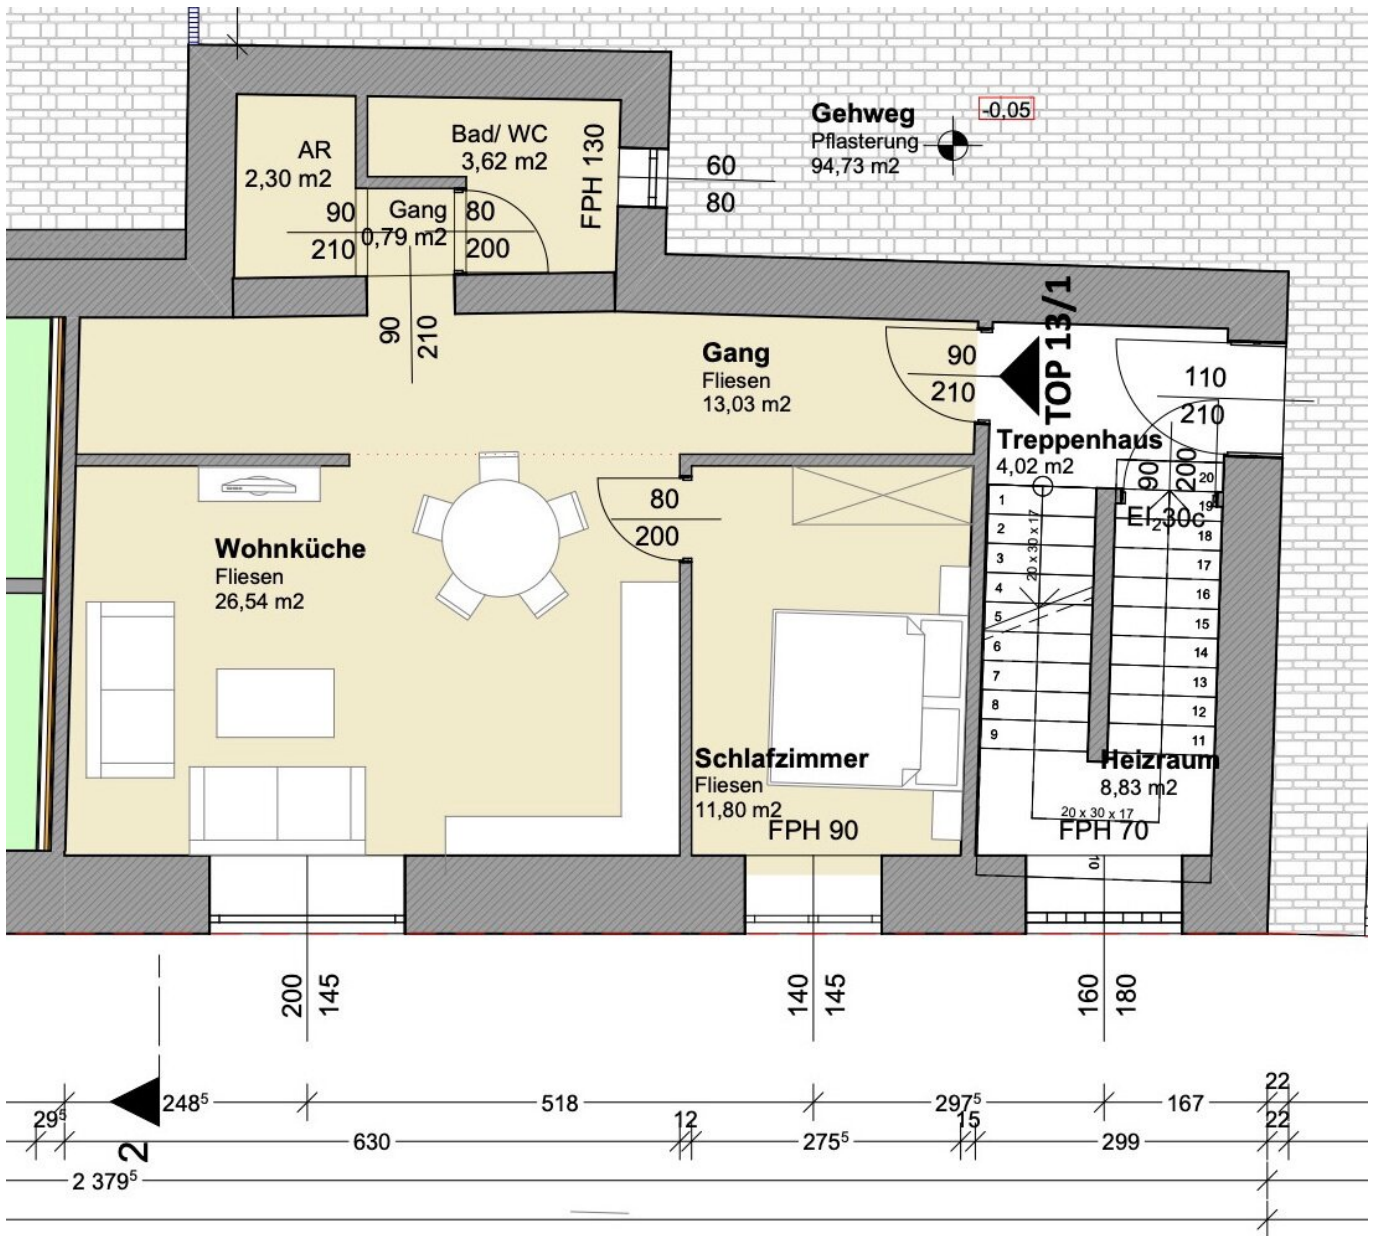 -0,05
Gehweg
Pflasterung
94,73 m2
AR
2,30 m2
Bad/ WC
3,62 m2
FPH 130
60
80
90
210
Gang
0,79 m2
80
200
90
210
Gang
Fliesen
13,03 m2
90
210
TOP 13/1
110
210
Treppenhaus
4,02 m2
90
200
EI₂30c
80
200
Wohnküche
Fliesen
26,54 m2
1
2
3
4
5
6
7
8
9
20 x 30 x 17
20
19
18
17
16
15
14
13
12
11
10
Schlafzimmer
Fliesen
11,80 m2
FPH 90
Heizraum
8,83 m2
20 x 30 x 17
FPH 70
200
145
140
145
160
180
248⁵
518
297⁵
167
22
29⁵
630
12
275⁵
15
299
22
2
2 379⁵